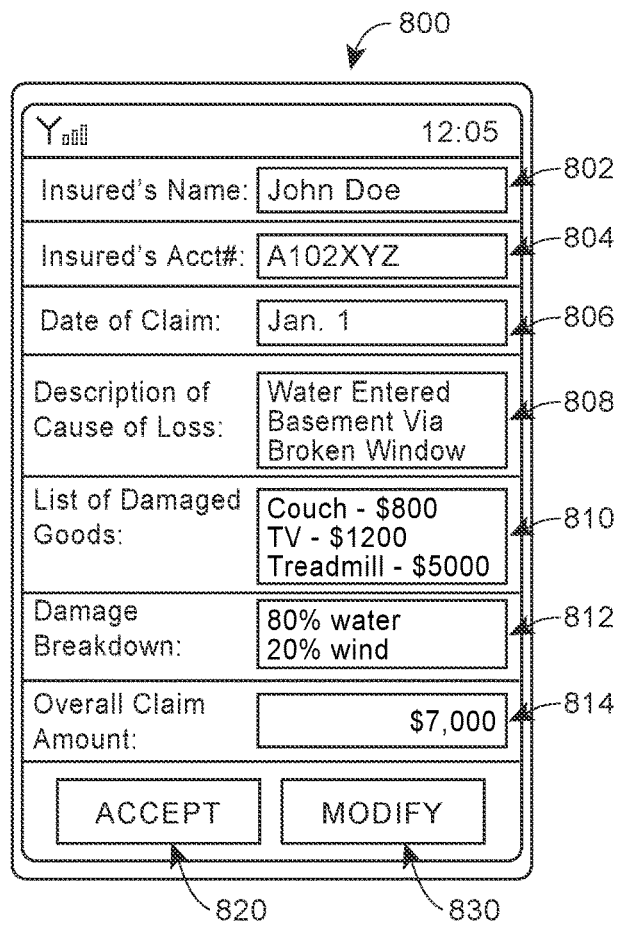 800
12:05
Insured's Name: John Doe 802
Insured's Acct#: A102XYZ 804
Date of Claim: Jan. 1 806
Description of
Cause of Loss:
Water Entered
Basement Via
Broken Window
808
List of Damaged
Goods:
Couch - $800
TV - $1200
Treadmill - $5000
810
Damage
Breakdown:
80% water
20% wind
812
Overall Claim
Amount:
$7,000
814
ACCEPT MODIFY
820 830